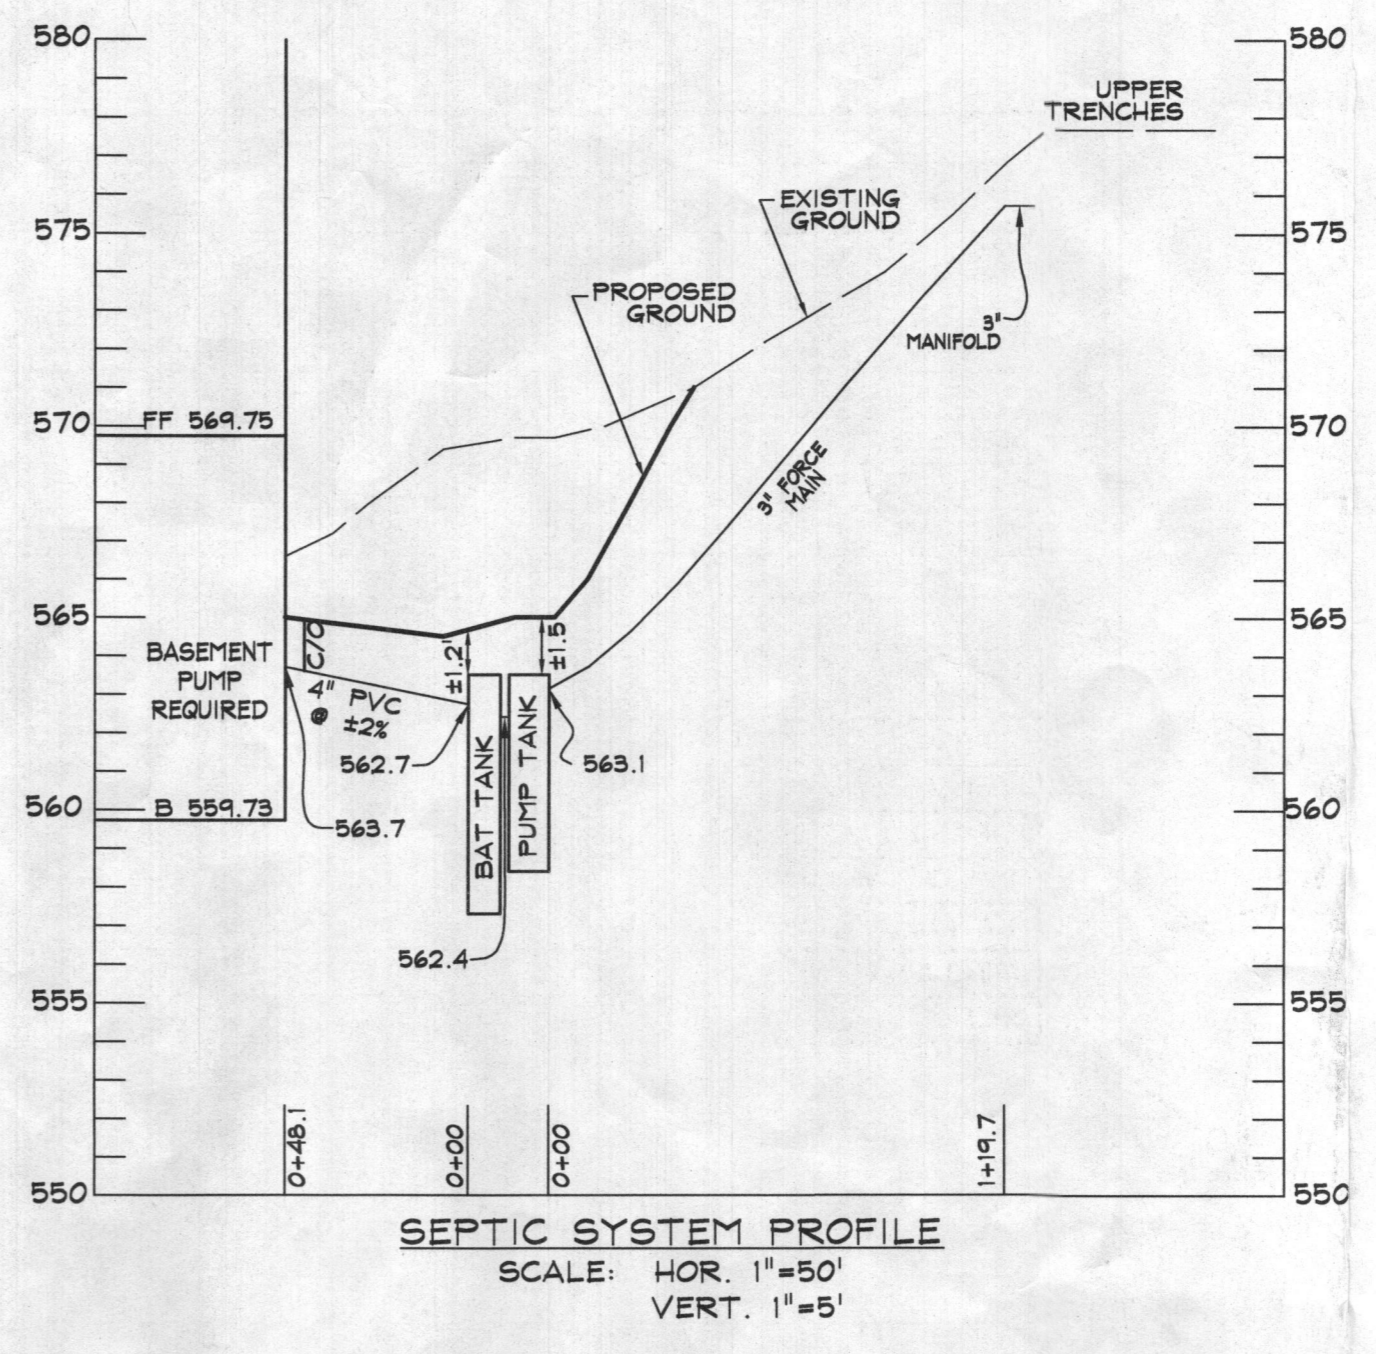 580
580
UPPER
TRENCHES
EXISTING
GROUND
575
575
PROPOSED
GROUND
3"
MANIFOLD
570
FF 569.75
570
3" FORCE
MAIN
565
565
C/O
±1.2'
±1.5'
BASEMENT
PUMP
REQUIRED
4" PVC
@ ±2%
562.7
563.1
BAT TANK
PUMP TANK
560
B 559.73
560
563.7
562.4
555
555
0+48.1
0+00
0+00
1+19.7
550
550
SEPTIC SYSTEM PROFILE
SCALE: HOR. 1"=50'
VERT. 1"=5'